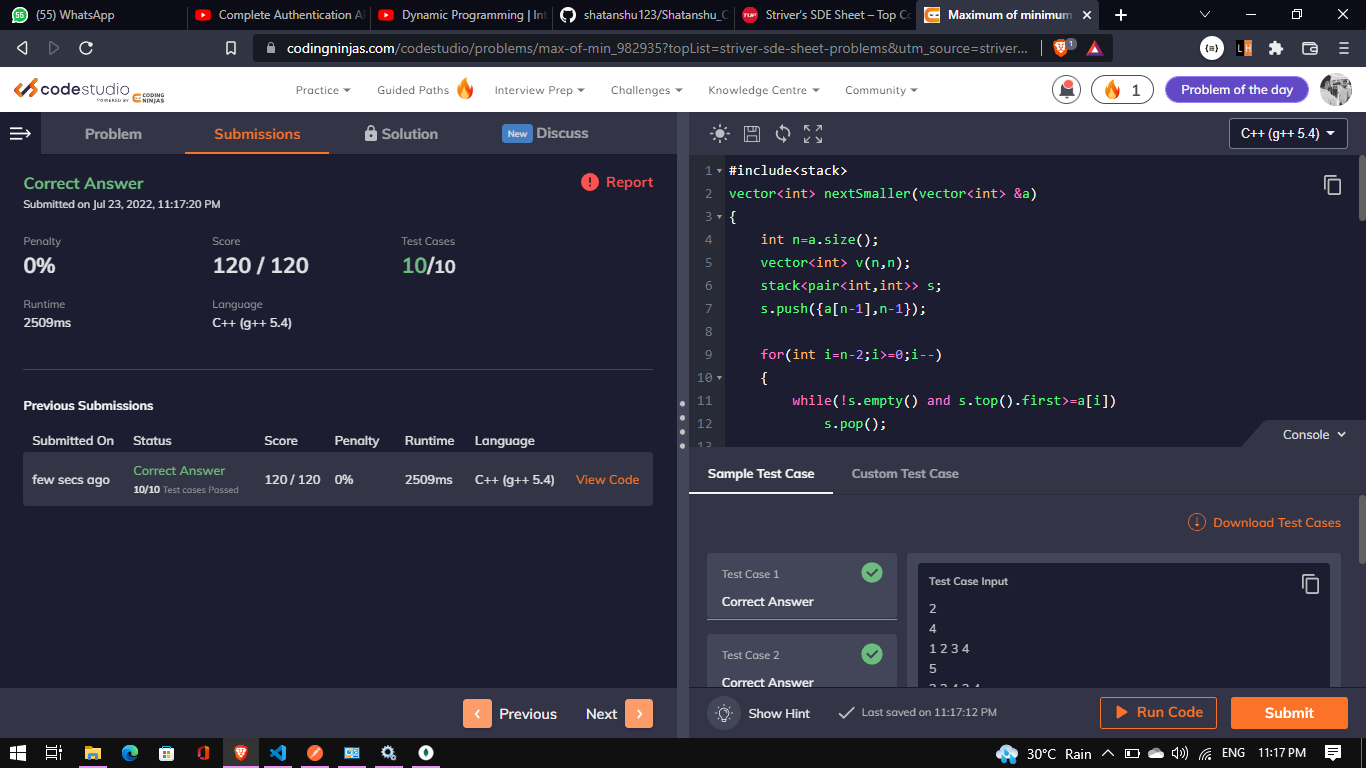 (55) WhatsApp
Complete Authentication A
Dynamic Programming | Int
shatanshu123/Shatanshu_C
TUF Striver's SDE Sheet – Top Co
Maximum of minimum
codingninjas.com/codestudio/problems/max-of-min_982935?topList=striver-sde-sheet-problems&utm_source=striver...
1
L H
codestudio
POWERED BY CODING NINJAS
Practice
Guided Paths
Interview Prep
Challenges
Knowledge Centre
Community
1
Problem of the day
Problem
Submissions
Solution
New Discuss
Correct Answer
Report
Submitted on Jul 23, 2022, 11:17:20 PM
Penalty
Score
Test Cases
0%
120 / 120
10/10
Runtime
Language
2509ms
C++ (g++ 5.4)
Previous Submissions
Submitted On Status Score Penalty Runtime Language
few secs ago Correct Answer 120 / 120 0% 2509ms C++ (g++ 5.4) View Code
10/10 Test cases Passed
Previous
Next
C++ (g++ 5.4)
1 #include<stack>
2 vector<int> nextSmaller(vector<int> &a)
3 {
4 int n=a.size();
5 vector<int> v(n,n);
6 stack<pair<int,int>> s;
7 s.push({a[n-1],n-1});
8
9 for(int i=n-2;i>=0;i--)
10 {
11 while(!s.empty() and s.top().first>=a[i])
12 s.pop();
13
Console
Sample Test Case
Custom Test Case
Download Test Cases
Test Case 1
Correct Answer
Test Case 2
Correct Answer
Test Case Input
2
4
1 2 3 4
5
Show Hint
Last saved on 11:17:12 PM
Run Code
Submit
30°C Rain
ENG
11:17 PM